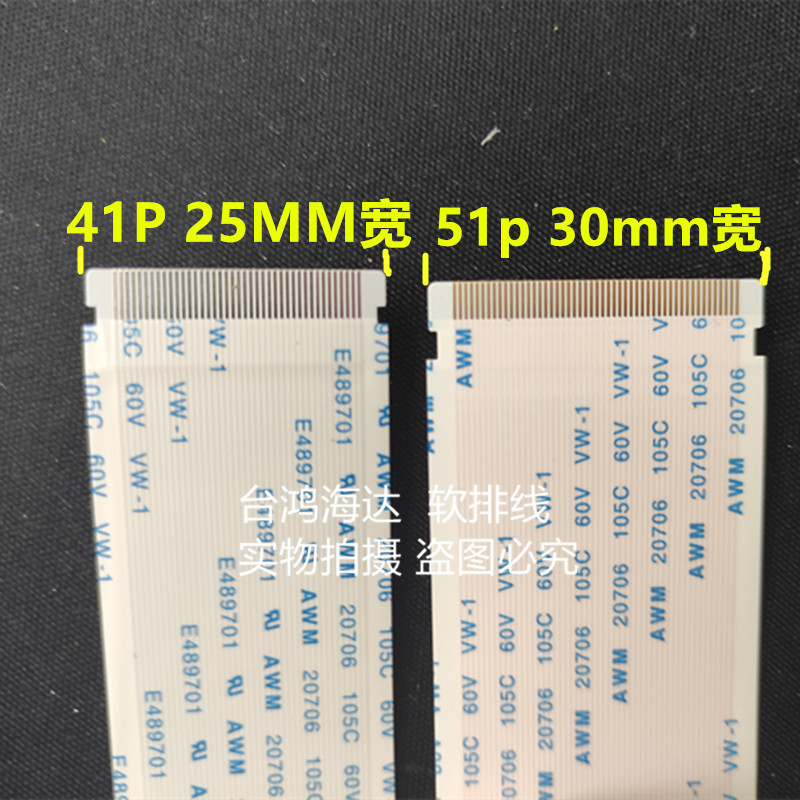 41P 25MM宽
51p 30mm宽
E489701 AWM 20706 105C 60V VW-1
AWM 20706 105C 60V VW-1
台鸿海达 软排线
实物拍摄 盗图必究